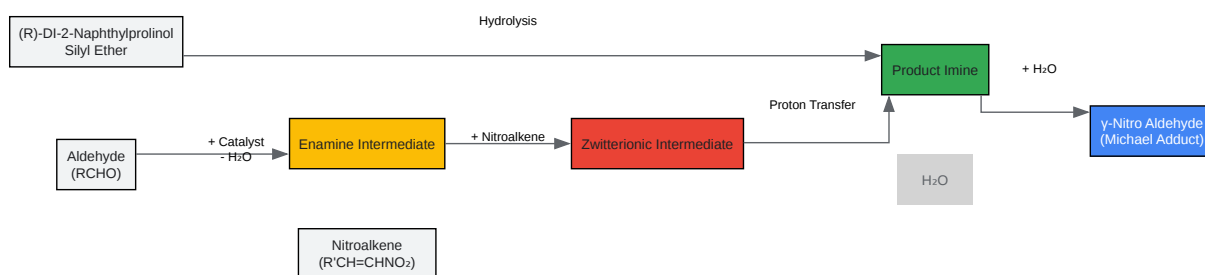 Hydrolysis
(R)-DI-2-Naphthylprolinol
Silyl Ether
Product Imine
+ H₂O
Proton Transfer
γ-Nitro Aldehyde
(Michael Adduct)
+ Catalyst
- H₂O
Enamine Intermediate
+ Nitroalkene
Zwitterionic Intermediate
Aldehyde
(RCHO)
H₂O
Nitroalkene
(R'CH=CHNO₂)